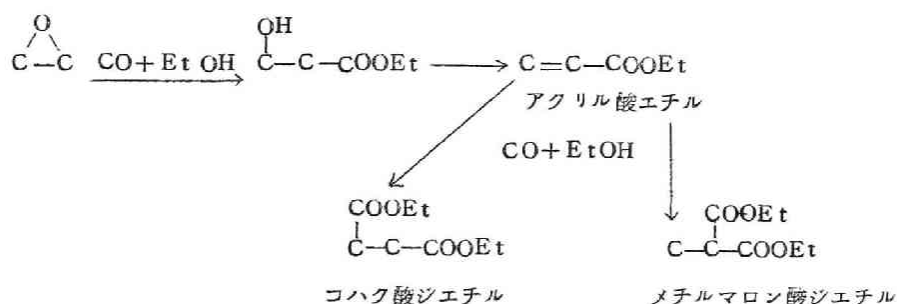 O
C-C CO+EtOH
OH
C-C-COOEt
C=C-COOEt
アクリル酸エチル
CO+EtOH
COOEt
C-C-COOEt
コハク酸ジエチル
COOEt
C-C-COOEt
メチルマロン酸ジエチル